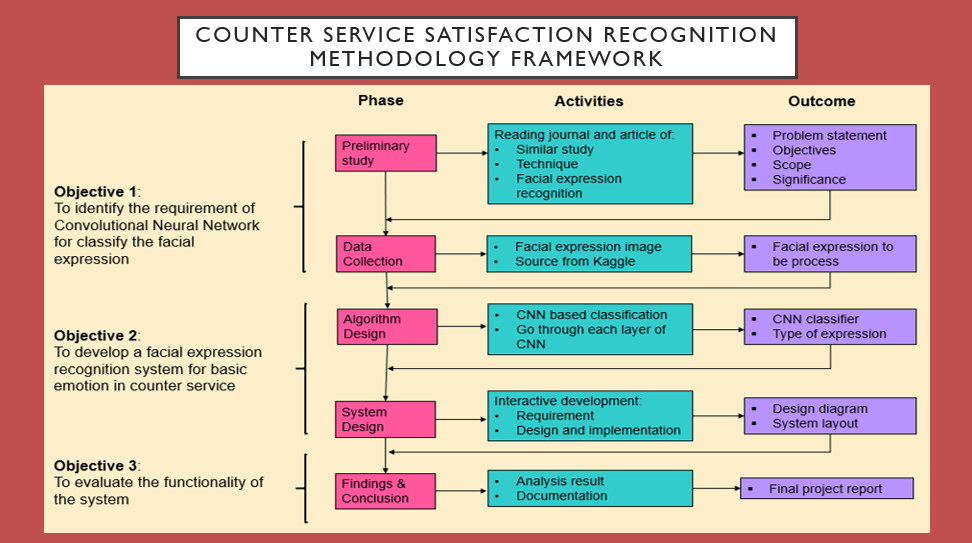 COUNTER SERVICE SATISFACTION RECOGNITION
METHODOLOGY FRAMEWORK
Phase
Activities
Outcome
Objective 1:
To identify the requirement of
Convolutional Neural Network
for classify the facial
expression
Preliminary
study
Reading journal and article of:
• Similar study
• Technique
• Facial expression
recognition
▪ Problem statement
▪ Objectives
▪ Scope
▪ Significance
Data
Collection
• Facial expression image
• Source from Kaggle
▪ Facial expression to
be process
Objective 2:
To develop a facial expression
recognition system for basic
emotion in counter service
Algorithm
Design
• CNN based classification
• Go through each layer of
CNN
▪ CNN classifier
▪ Type of expression
System
Design
Interactive development:
• Requirement
• Design and implementation
▪ Design diagram
▪ System layout
Objective 3:
To evaluate the functionality of
the system
Findings &
Conclusion
• Analysis result
• Documentation
▪ Final project report